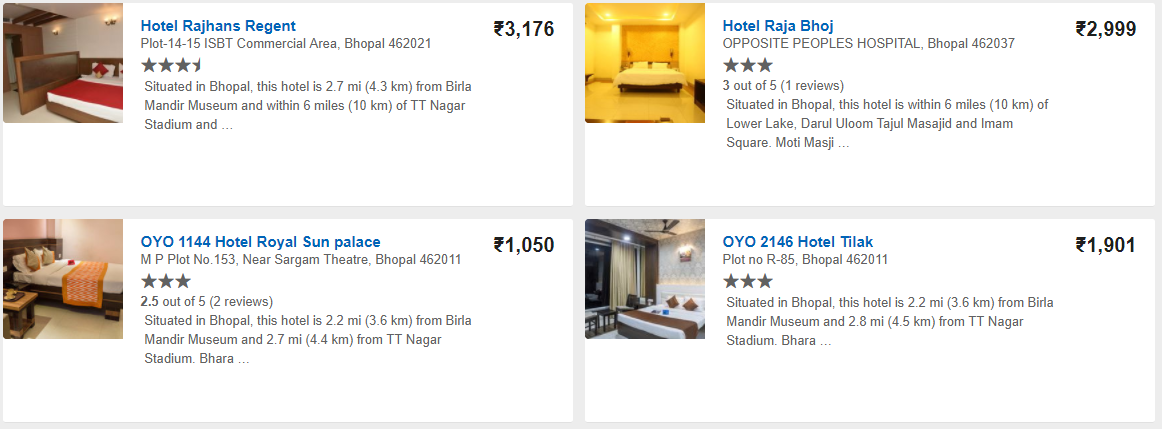 Hotel Rajhans Regent
₹3,176
Plot-14-15 ISBT Commercial Area, Bhopal 462021
Situated in Bhopal, this hotel is 2.7 mi (4.3 km) from Birla
Mandir Museum and within 6 miles (10 km) of TT Nagar
Stadium and …
Hotel Raja Bhoj
₹2,999
OPPOSITE PEOPLES HOSPITAL, Bhopal 462037
3 out of 5 (1 reviews)
Situated in Bhopal, this hotel is within 6 miles (10 km) of
Lower Lake, Darul Uloom Tajul Masajid and Imam
Square. Moti Masji …
OYO 1144 Hotel Royal Sun palace
₹1,050
M P Plot No.153, Near Sargam Theatre, Bhopal 462011
2.5 out of 5 (2 reviews)
Situated in Bhopal, this hotel is 2.2 mi (3.6 km) from Birla
Mandir Museum and 2.7 mi (4.4 km) from TT Nagar
Stadium. Bhara …
OYO 2146 Hotel Tilak
₹1,901
Plot no R-85, Bhopal 462011
Situated in Bhopal, this hotel is 2.2 mi (3.6 km) from Birla
Mandir Museum and 2.8 mi (4.5 km) from TT Nagar
Stadium. Bhara …